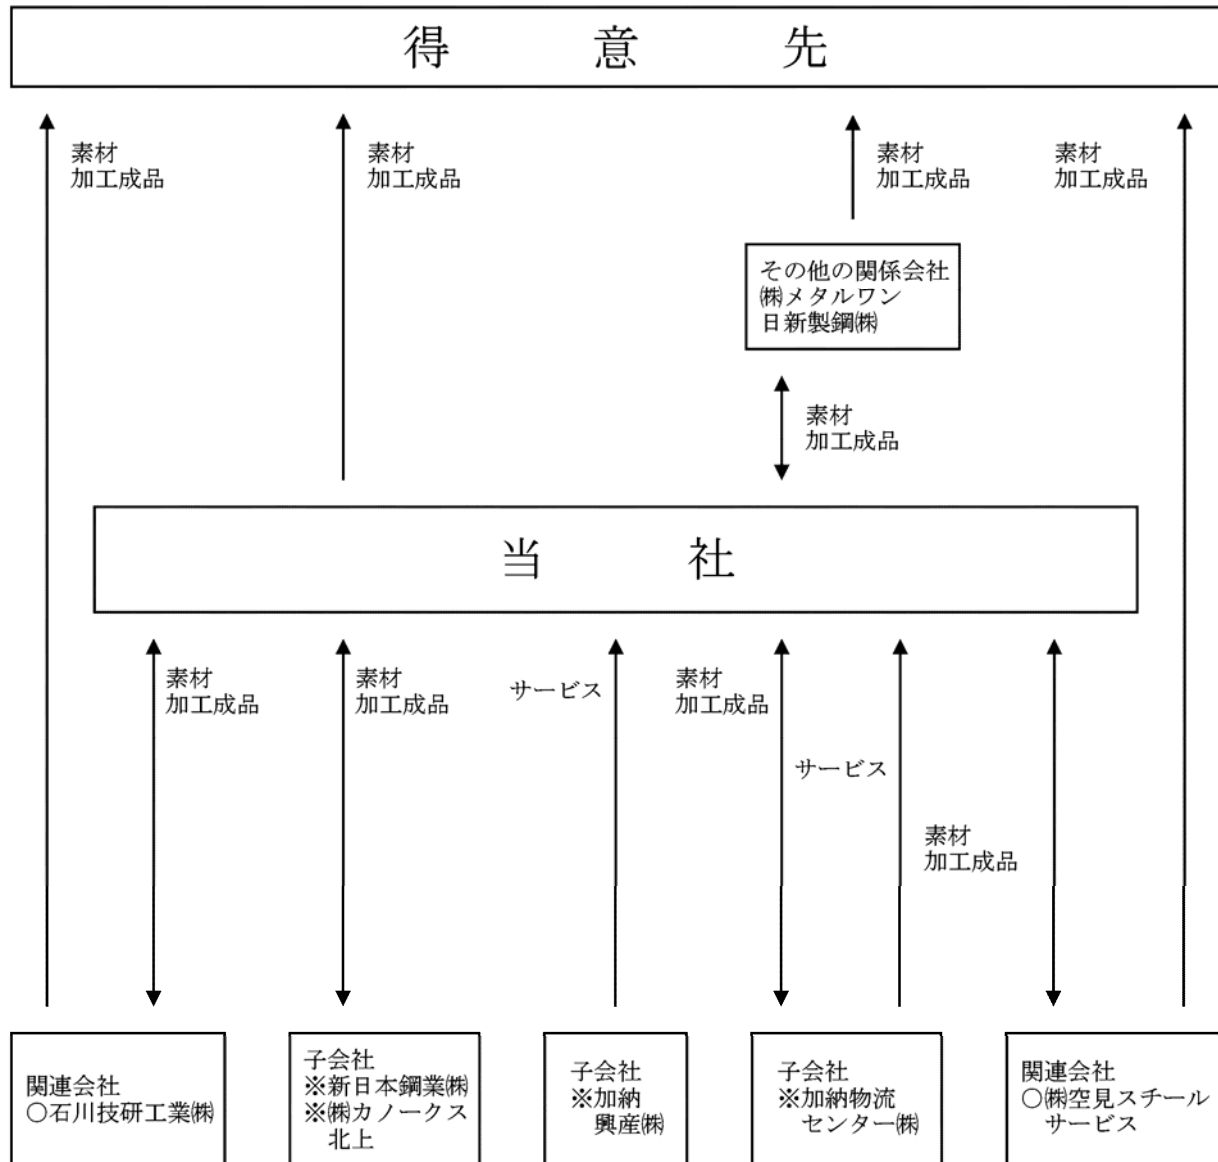 得意先
素材
加工成品
素材
加工成品
素材
加工成品
素材
加工成品
その他の関係会社
㈱メタルワン
日新製鋼㈱
素材
加工成品
当社
素材
加工成品
素材
加工成品
サービス
素材
加工成品
サービス
素材
加工成品
関連会社
○石川技研工業㈱
子会社
※新日本鋼業㈱
※㈱カノークス
北上
子会社
※加納
興産㈱
子会社
※加納物流
センター㈱
関連会社
○㈱空見スチール
サービス